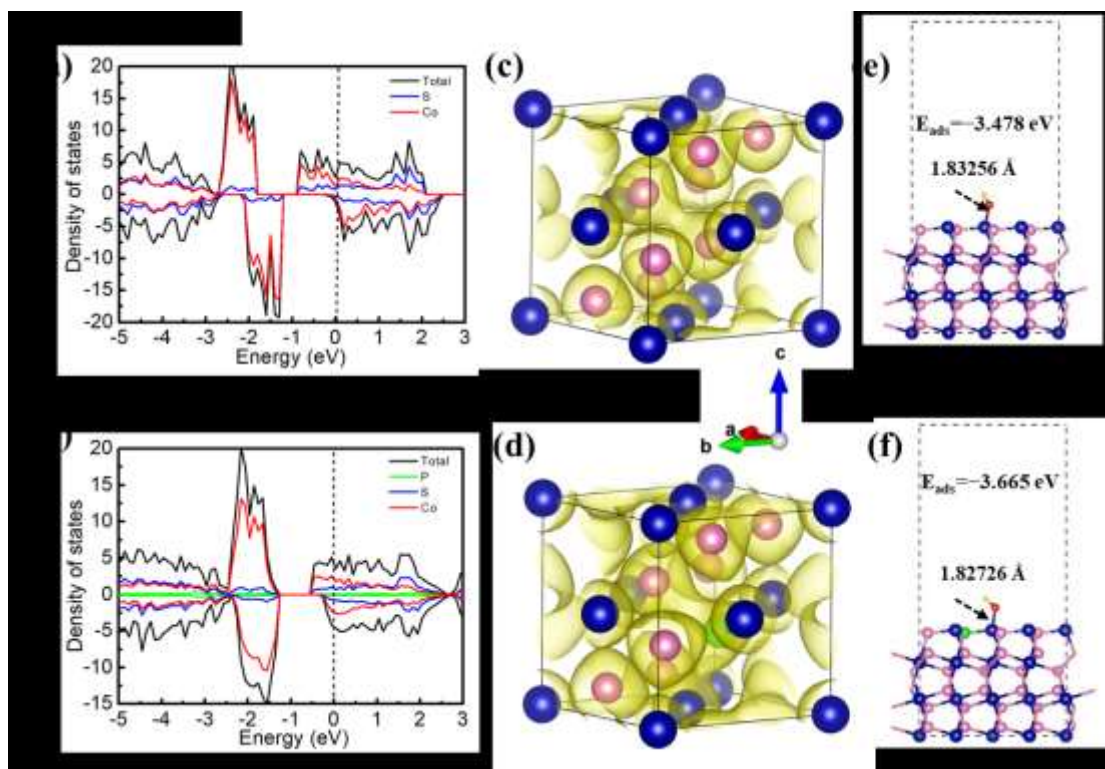 )
20
15
10
5
0
-5
-10
-15
-20
Density of states
Total
S
Co
-5 -4 -3 -2 -1 0 1 2 3
Energy (eV)
(c)
e)
E_ads=−3.478 eV
1.83256 Å
c
a
b
)
20
15
10
5
0
-5
-10
-15
Density of states
Total
P
S
Co
-5 -4 -3 -2 -1 0 1 2 3
Energy (eV)
(d)
(f)
E_ads=−3.665 eV
1.82726 Å